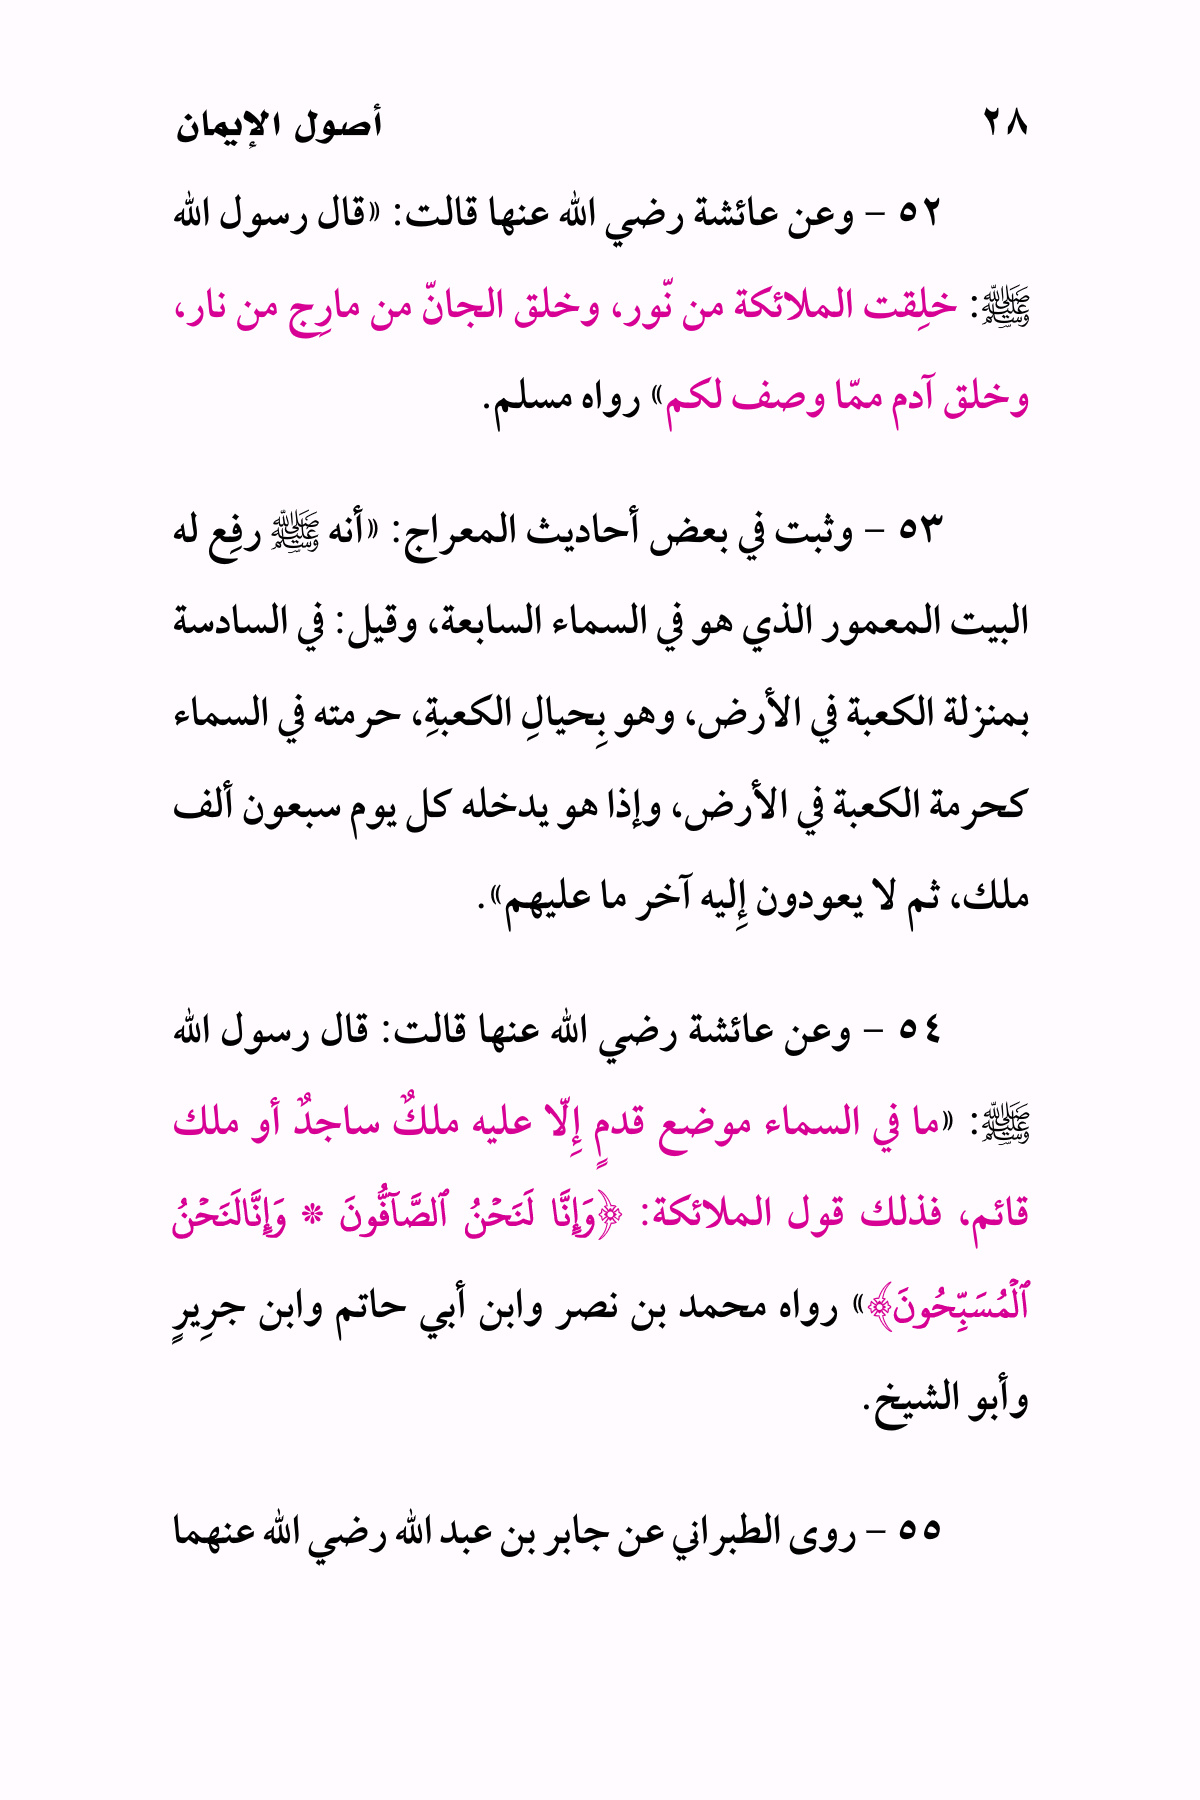 ٢٨ أصول الإيمان
٥٢ – وعن عائشة رضي الله عنها قالت: «قال رسول الله
ﷺ: خلِقت الملائكة من نّور، وخلق الجانّ من مارِج من نار،
وخلق آدم ممّا وصف لكم» رواه مسلم.
٥٣ – وثبت في بعض أحاديث المعراج: «أنه ﷺ رفِع له
البيت المعمور الذي هو في السماء السابعة، وقيل: في السادسة
بمنزلة الكعبة في الأرض، وهو بِحيالِ الكعبةِ، حرمته في السماء
كحرمة الكعبة في الأرض، وإذا هو يدخله كل يوم سبعون ألف
ملك، ثم لا يعودون إِليه آخر ما عليهم».
٥٤ – وعن عائشة رضي الله عنها قالت: قال رسول الله
ﷺ: «ما في السماء موضع قدمٍ إِلّا عليه ملكٌ ساجدٌ أو ملك
قائم، فذلك قول الملائكة: ﴿وَإِنَّا لَنَحْنُ ٱلصَّآفُّونَ * وَإِنَّالَنَحْنُ
ٱلْمُسَبِّحُونَ﴾» رواه محمد بن نصر وابن أبي حاتم وابن جرِيرٍ
وأبو الشيخ.
٥٥ – روى الطبراني عن جابر بن عبد الله رضي الله عنهما